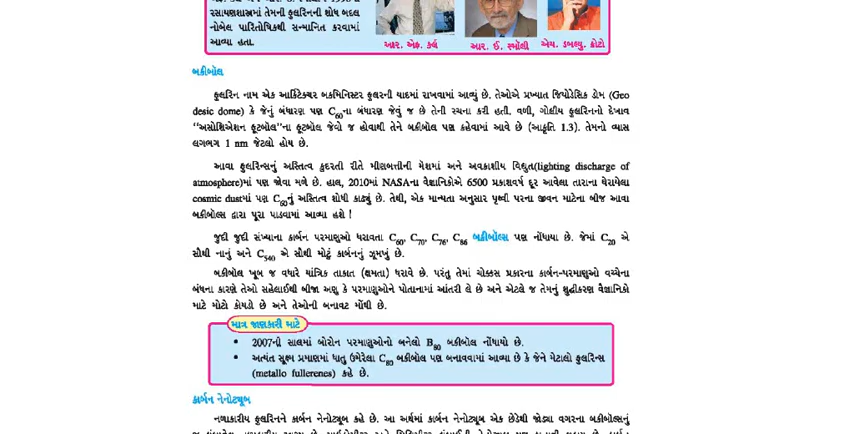 રસાયણશાસ્ત્રમાં તેમની ફુલરિનની શોધ બદલ
નોબેલ પારિતોષિકથી સન્માનિત કરવામાં
આવ્યા હતા.
આર. એફ. કર્લ આર. ઈ. સ્મૉલી એચ. ડબલ્યુ. ક્રોટો
બકીબૉલ
ફુલરિન નામ એક આર્કિટેક્ચર બકમિનિસ્ટર ફુલરની યાદમાં રાખવામાં આવ્યું છે. તેઓએ પ્રખ્યાત જિયોડેસિક ડોમ (Geo
desic dome) કે જેનું બંધારણ પણ C60ના બંધારણ જેવું જ છે તેની રચના કરી હતી. વળી, ગોલીય ફુલરિનનો દેખાવ
“અસોશિએશન ફૂટબૉલ”ના ફૂટબૉલ જેવો જ હોવાથી તેને બકીબૉલ પણ કહેવામાં આવે છે (આકૃતિ 1.3). તેમનો વ્યાસ
લગભગ 1 nm જેટલો હોય છે.
આવા ફુલરિન્સનું અસ્તિત્વ કુદરતી રીતે મીણબત્તીની મેશમાં અને અવકાશીય વિદ્યુત(lighting discharge of
atmosphere)માં પણ જોવા મળે છે. હાલ, 2010માં NASAના વૈજ્ઞાનિકોએ 6500 પ્રકાશવર્ષ દૂર આવેલા તારાના ઘેરાયેલા
cosmic dustમાં પણ C60નું અસ્તિત્વ શોધી કાઢ્યું છે. તેથી, એક માન્યતા અનુસાર પૃથ્વી પરના જીવન માટેના બીજ આવા
બકીબૉલ્સ દ્વારા પૂરા પાડવામાં આવ્યા હશે !
જુદી જુદી સંખ્યાના કાર્બન પરમાણુઓ ધરાવતા C60, C70, C76, C86 બકીબૉલ્સ પણ નોંધાયા છે. જેમાં C20 એ
સૌથી નાનું અને C540 એ સૌથી મોટું કાર્બનનું ઝૂમખું છે.
બકીબૉલ ખૂબ જ વધારે યાંત્રિક તાકાત (ક્ષમતા) ધરાવે છે. પરંતુ તેમાં ચોક્કસ પ્રકારના કાર્બન-પરમાણુઓ વચ્ચેના
બંધના કારણે તેઓ સહેલાઈથી બીજા અણુ કે પરમાણુઓને પોતાનામાં આંતરી લે છે અને એટલે જ તેમનું શુદ્ધીકરણ વૈજ્ઞાનિકો
માટે મોટો કોયડો છે અને તેઓની બનાવટ મોંઘી છે.
માત્ર જાણકારી માટે
• 2007ની સાલમાં બોરોન પરમાણુઓનો બનેલો B80 બકીબૉલ નોંધાયો છે.
• અત્યંત સૂક્ષ્મ પ્રમાણમાં ધાતુ ઉમેરેલા C80 બકીબૉલ પણ બનાવવામાં આવ્યા છે કે જેને મેટાલો ફુલરિન્સ
(metallo fullerenes) કહે છે.
કાર્બન નેનોટ્યૂબ
નળાકારીય ફુલરિનને કાર્બન નેનોટ્યૂબ કહે છે. આ અર્થમાં કાર્બન નેનોટ્યૂબ એક છેડેથી જોડ્યા વગરના બકીબૉલ્સનું